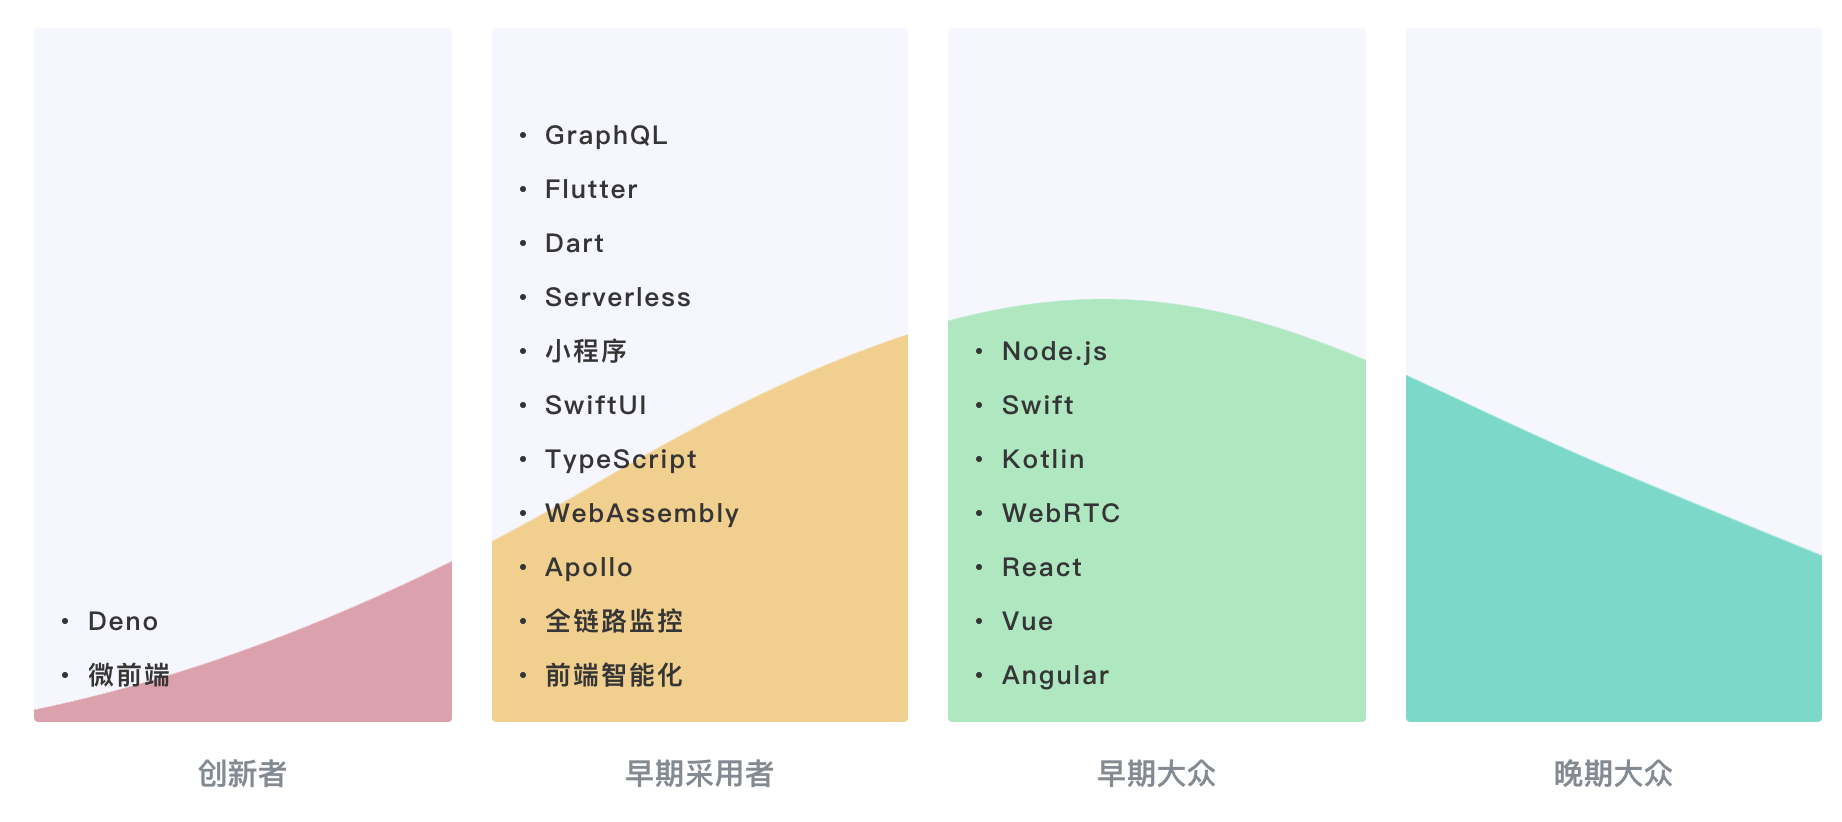 • Deno
• 微前端
创新者
• GraphQL
• Flutter
• Dart
• Serverless
• 小程序
• SwiftUI
• TypeScript
• WebAssembly
• Apollo
• 全链路监控
• 前端智能化
早期采用者
• Node.js
• Swift
• Kotlin
• WebRTC
• React
• Vue
• Angular
早期大众
晚期大众